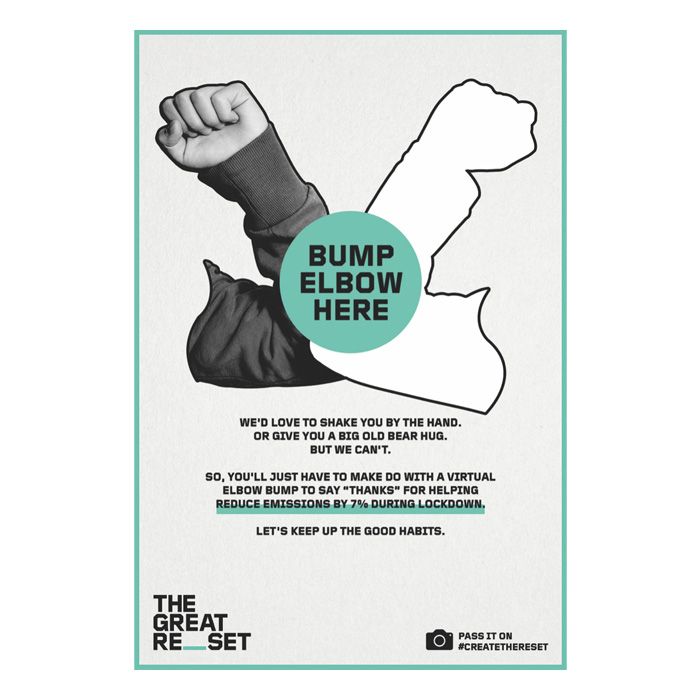 BUMP
ELBOW
HERE
WE'D LOVE TO SHAKE YOU BY THE HAND.
OR GIVE YOU A BIG OLD BEAR HUG.
BUT WE CAN'T.
SO, YOU'LL JUST HAVE TO MAKE DO WITH A VIRTUAL
ELBOW BUMP TO SAY "THANKS" FOR HELPING
REDUCE EMISSIONS BY 7% DURING LOCKDOWN.
LET'S KEEP UP THE GOOD HABITS.
THE
GREAT
RE__SET
PASS IT ON
#CREATETHERESET